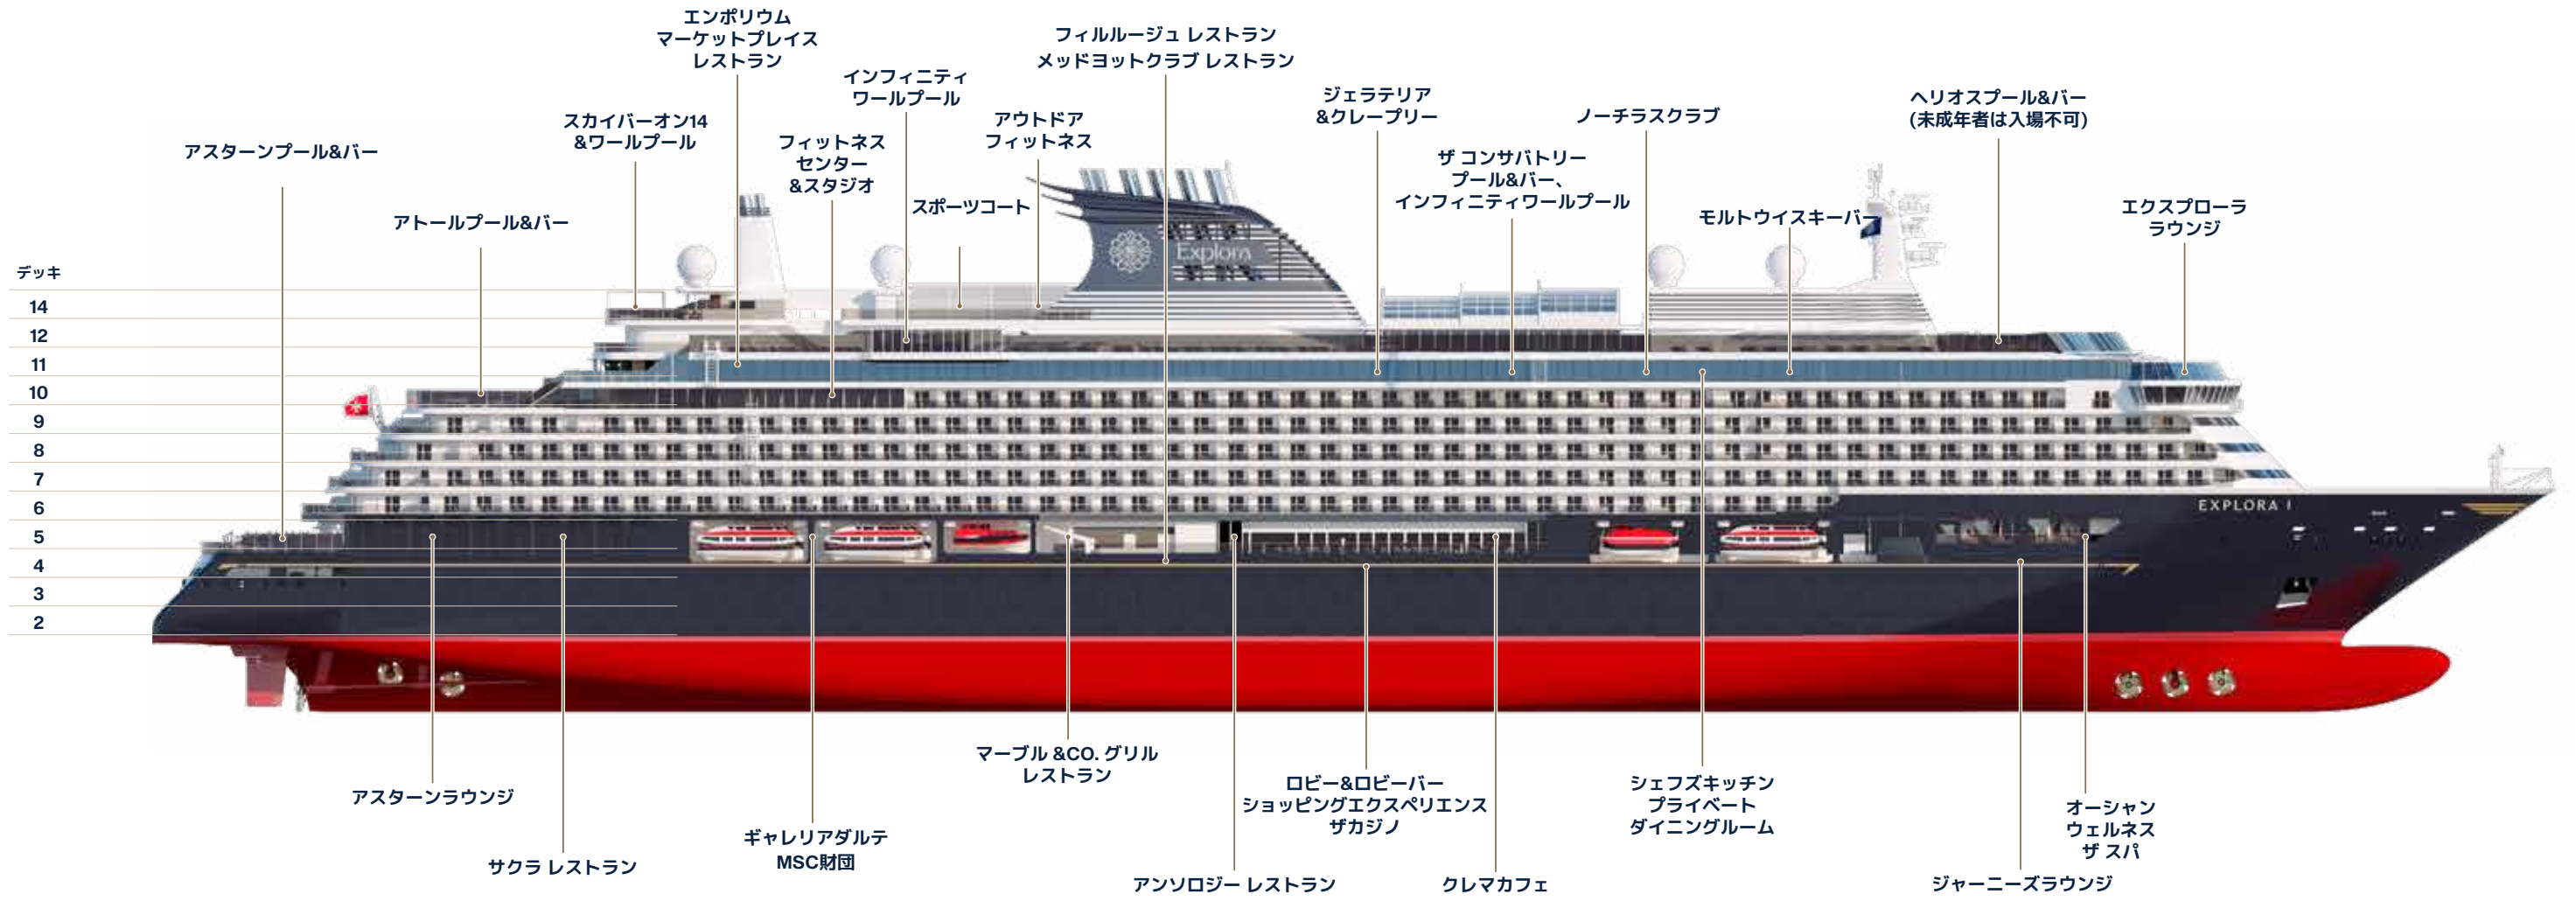 エンポリウム
マーケットプレイス
レストラン
フィルルージュ レストラン
メッドヨットクラブ レストラン
インフィニティ
ワールプール
ジェラテリア
&クレープリー
ヘリオスプール&バー
(未成年者は入場不可)
スカイバーオン14
&ワールプール
アウトドア
フィットネス
ノーチラスクラブ
アスターンプール&バー
フィットネス
センター
&スタジオ
ザ コンサバトリー
プール&バー、
インフィニティワールプール
アトールプール&バー
スポーツコート
モルトウイスキーバー
エクスプローラ
ラウンジ
Explora
デッキ
14
12
11
10
9
8
7
6
5
4
3
2
EXPLORA I
アスターンラウンジ
サクラ レストラン
ギャレリアダルテ
MSC財団
マーブル &CO. グリル
レストラン
アンソロジー レストラン
ロビー&ロビーバー
ショッピングエクスペリエンス
ザカジノ
クレマカフェ
シェフズキッチン
プライベート
ダイニングルーム
ジャーニーズラウンジ
オーシャン
ウェルネス
ザ スパ